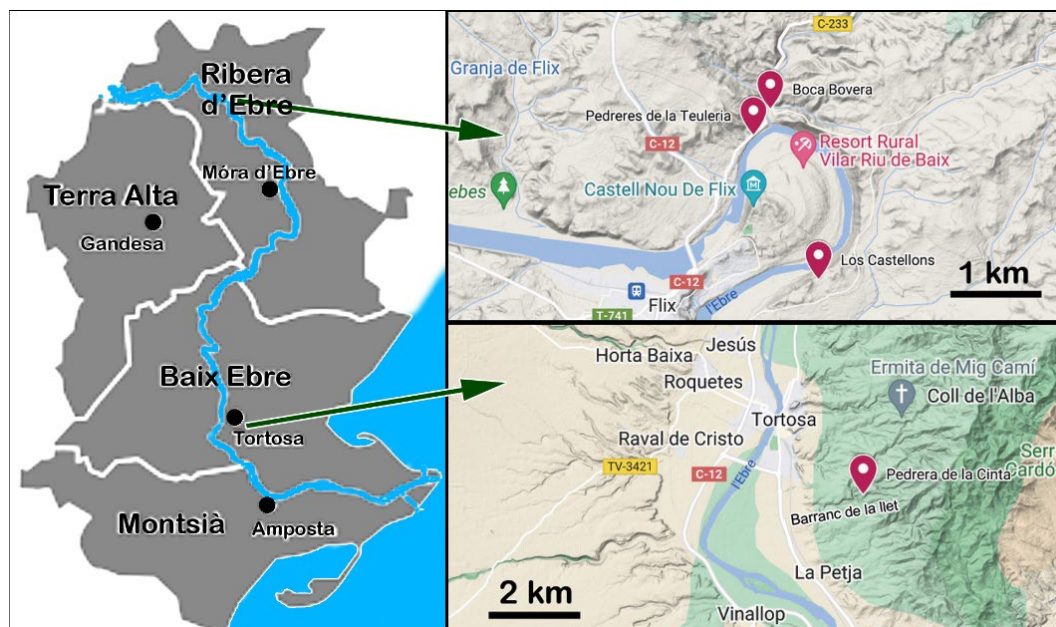 Ribera
d'Ebre
Móra d'Ebre
Terra Alta
Gandesa
Baix Ebre
Tortosa
Montsià
Amposta
C-233
Granja de Flix
Boca Bovera
Pedreres de la Teuleria
C-12
Resort Rural
Vilar Riu de Baix
Castell Nou De Flix
ebes
Los Castellons
C-12
Flix
l'Ebre
T-741
1 km
Jesús
Horta Baixa
Roquetes
Ermita de Mig Camí
Coll de l'Alba
Tortosa
Raval de Cristo
TV-3421
C-12
l'Ebre
Serr
Cardó
Pedrera de la Cinta
Barranc de la llet
La Petja
2 km
Vinallop